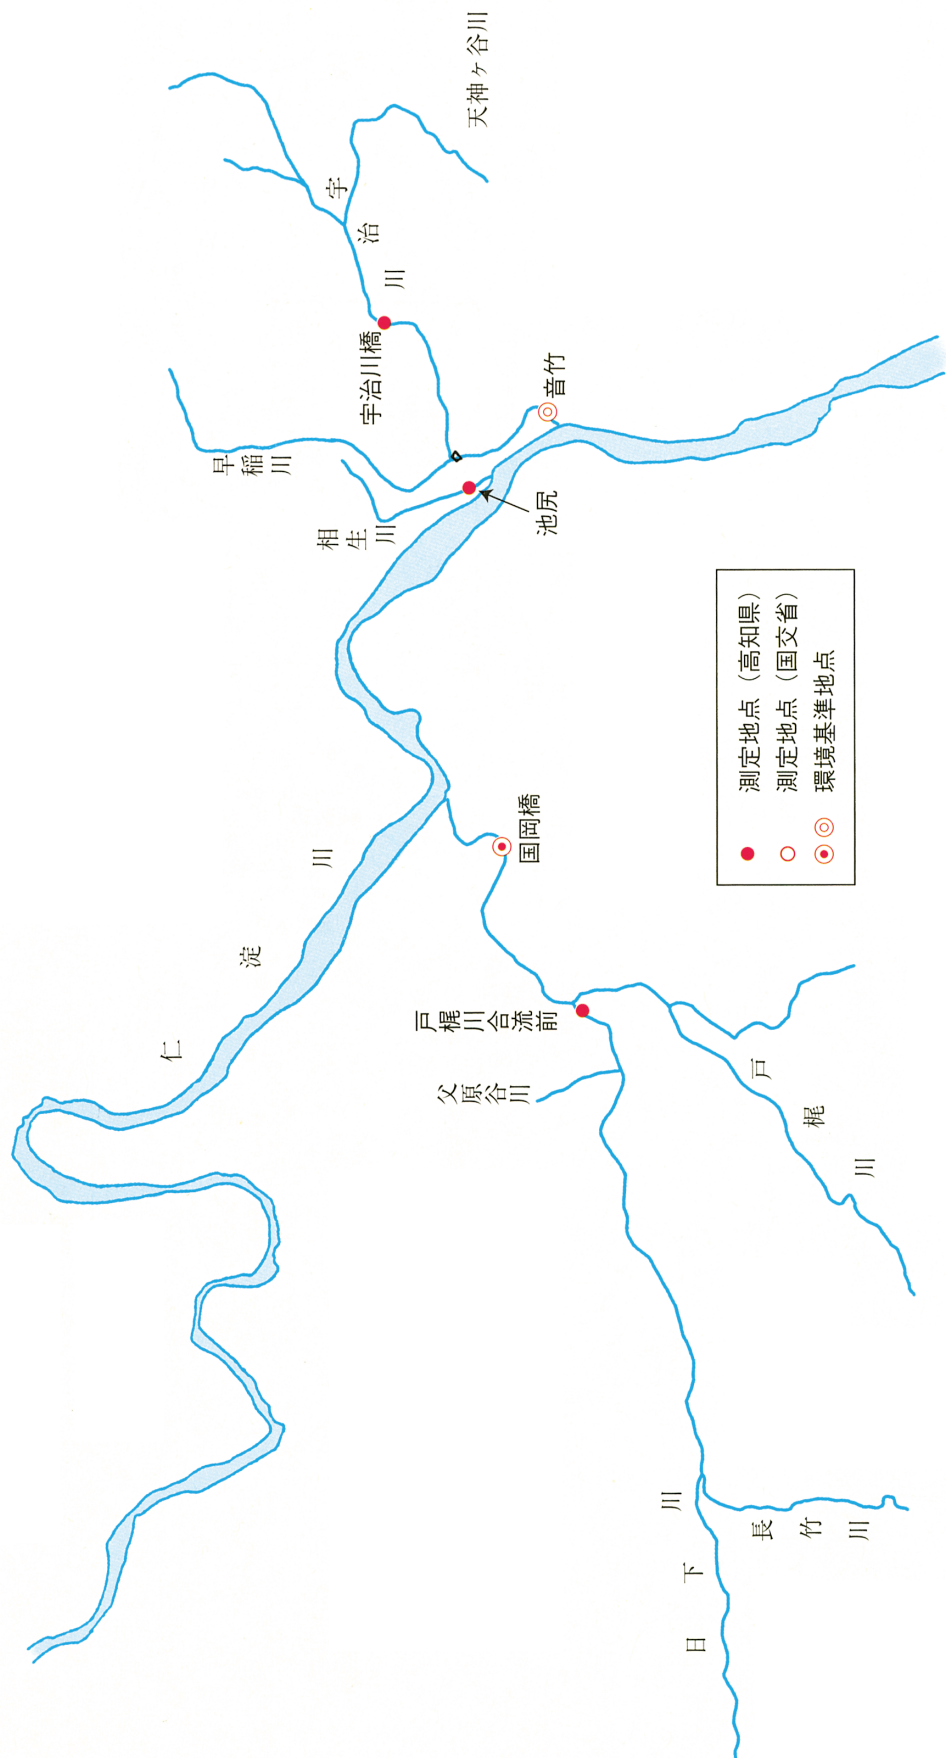 仁淀川
日下川
長竹川
父原谷川
戸梶川合流前
戸梶川
国岡橋
相生川
池尻
早稲川
音竹
宇治川橋
宇治川
天神ヶ谷川
測定地点（高知県）
測定地点（国交省）
環境基準地点